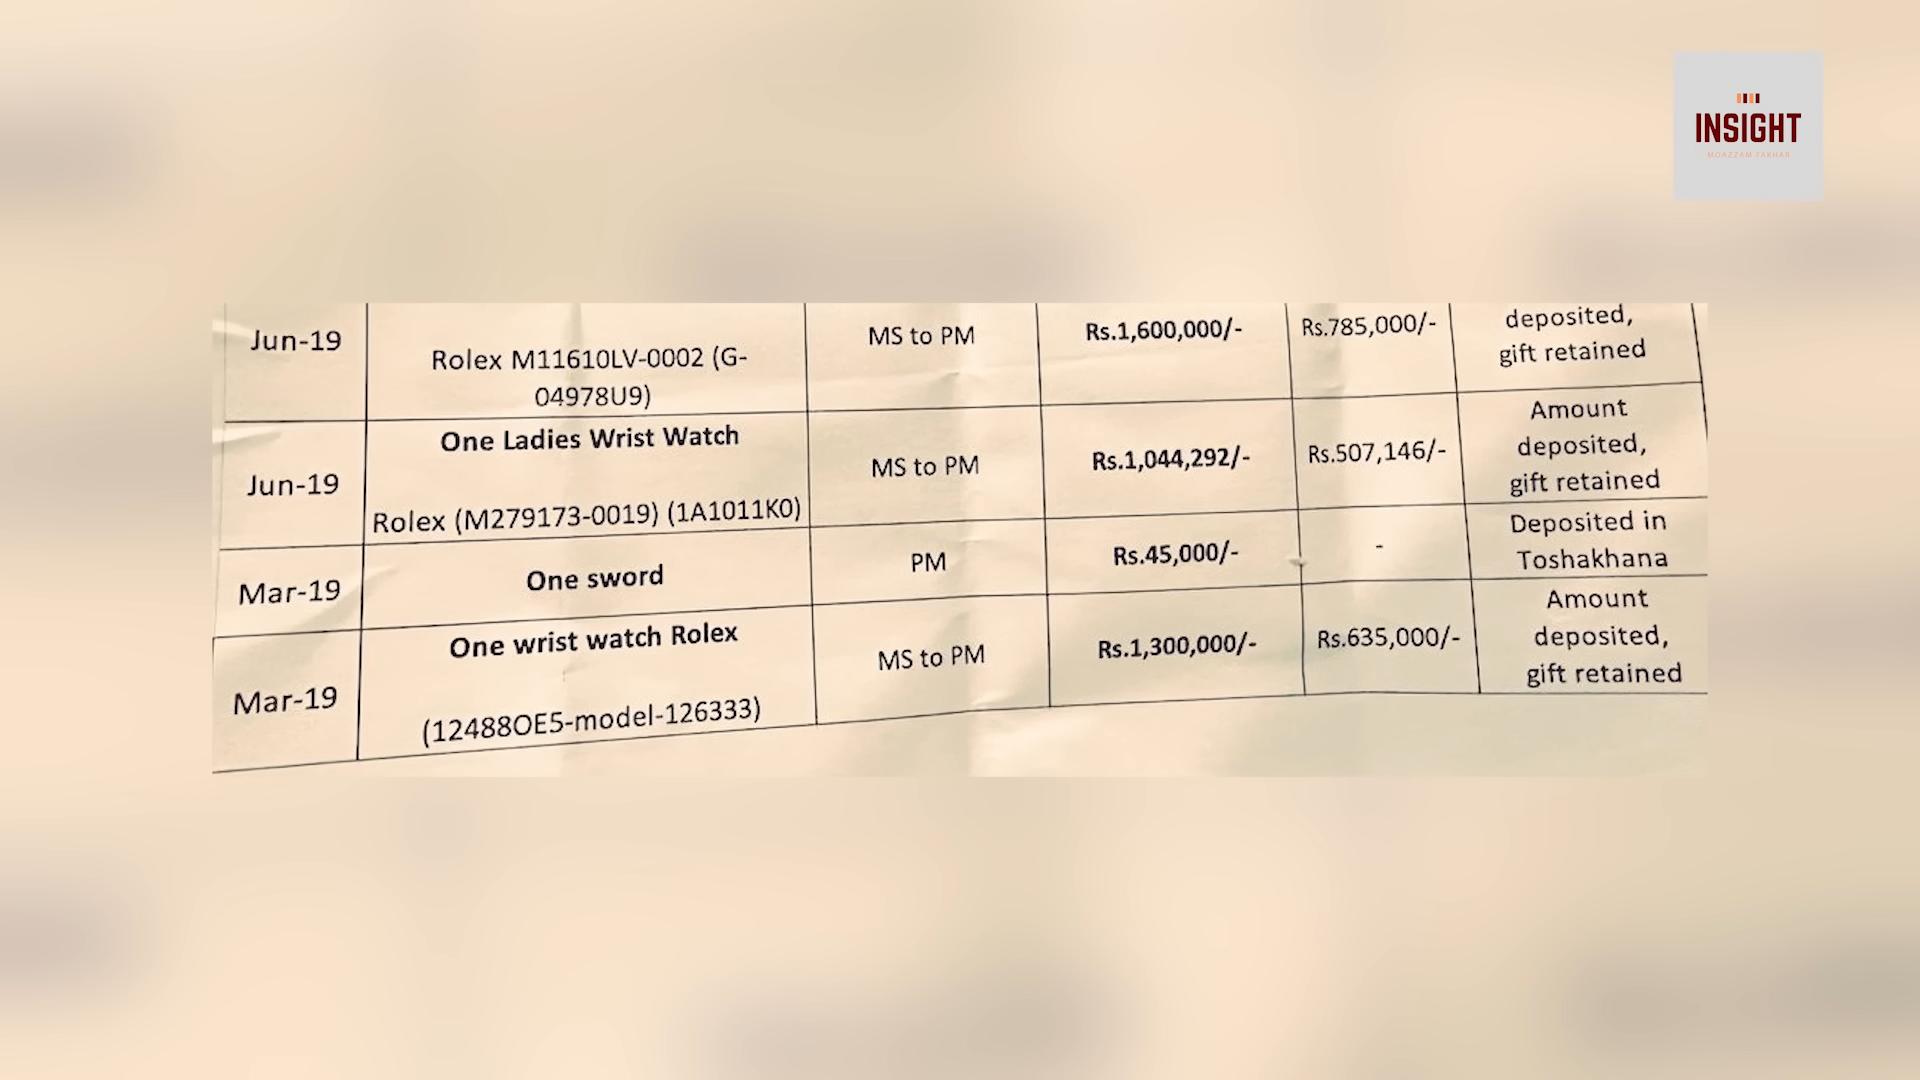 INSIGHT
MOAZZAM FAKHAR
Jun-19
Rolex M11610LV-0002 (G-
04978U9)
MS to PM
Rs.1,600,000/-
Rs.785,000/-
deposited,
gift retained
Jun-19
One Ladies Wrist Watch
Rolex (M279173-0019) (1A1011K0)
MS to PM
Rs.1,044,292/-
Rs.507,146/-
Amount
deposited,
gift retained
Mar-19
One sword
PM
Rs.45,000/-
-
Deposited in
Toshakhana
Mar-19
One wrist watch Rolex
(12488OE5-model-126333)
MS to PM
Rs.1,300,000/-
Rs.635,000/-
Amount
deposited,
gift retained